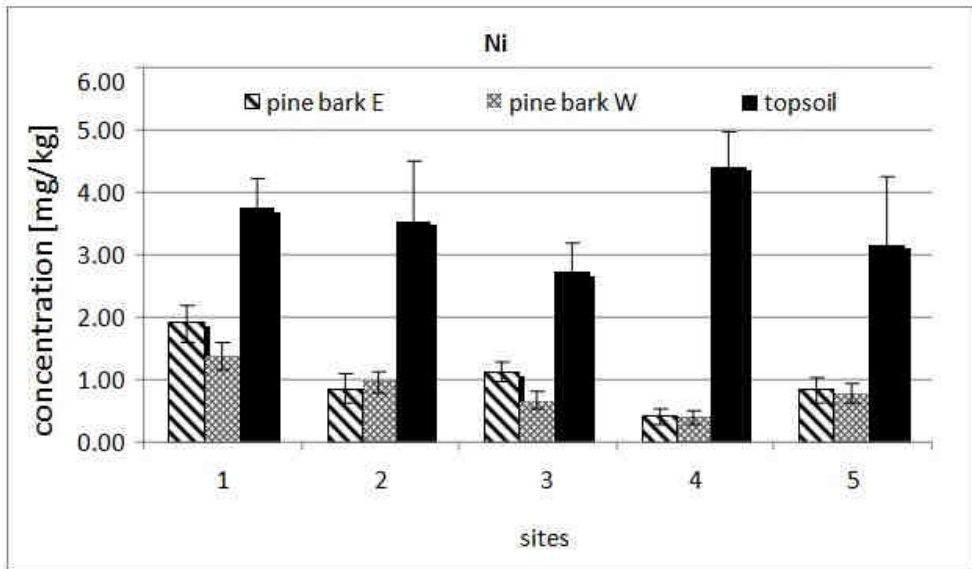 Ni
6.00
pine bark E pine bark W topsoil
5.00
4.00
3.00
2.00
1.00
0.00
concentration [mg/kg]
1 2 3 4 5
sites